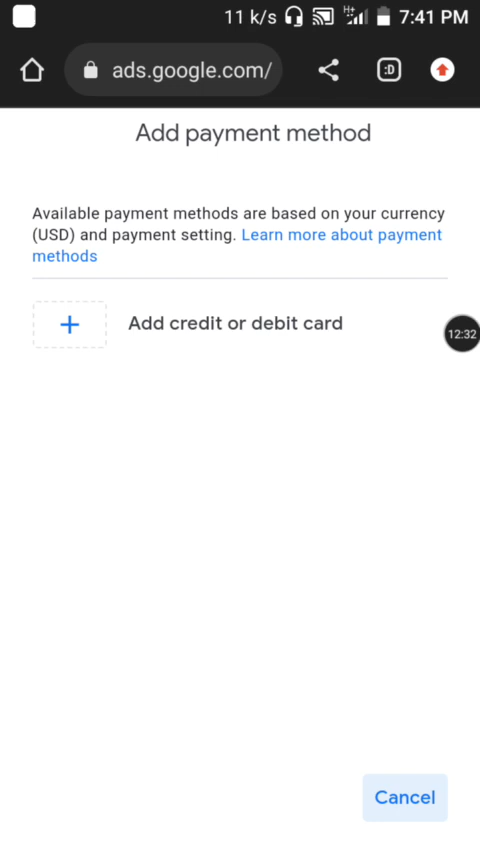 11 k/s H+ 7:41 PM
ads.google.com/ :D
Add payment method
Available payment methods are based on your currency
(USD) and payment setting. Learn more about payment
methods
Add credit or debit card
12:32
Cancel